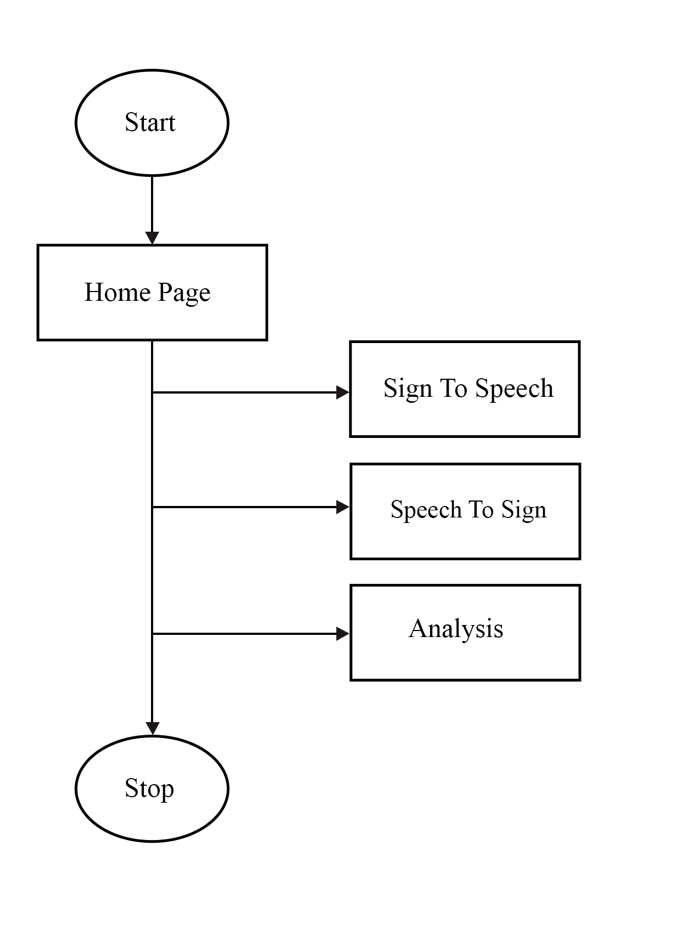 Start
Home Page
Sign To Speech
Speech To Sign
Analysis
Stop